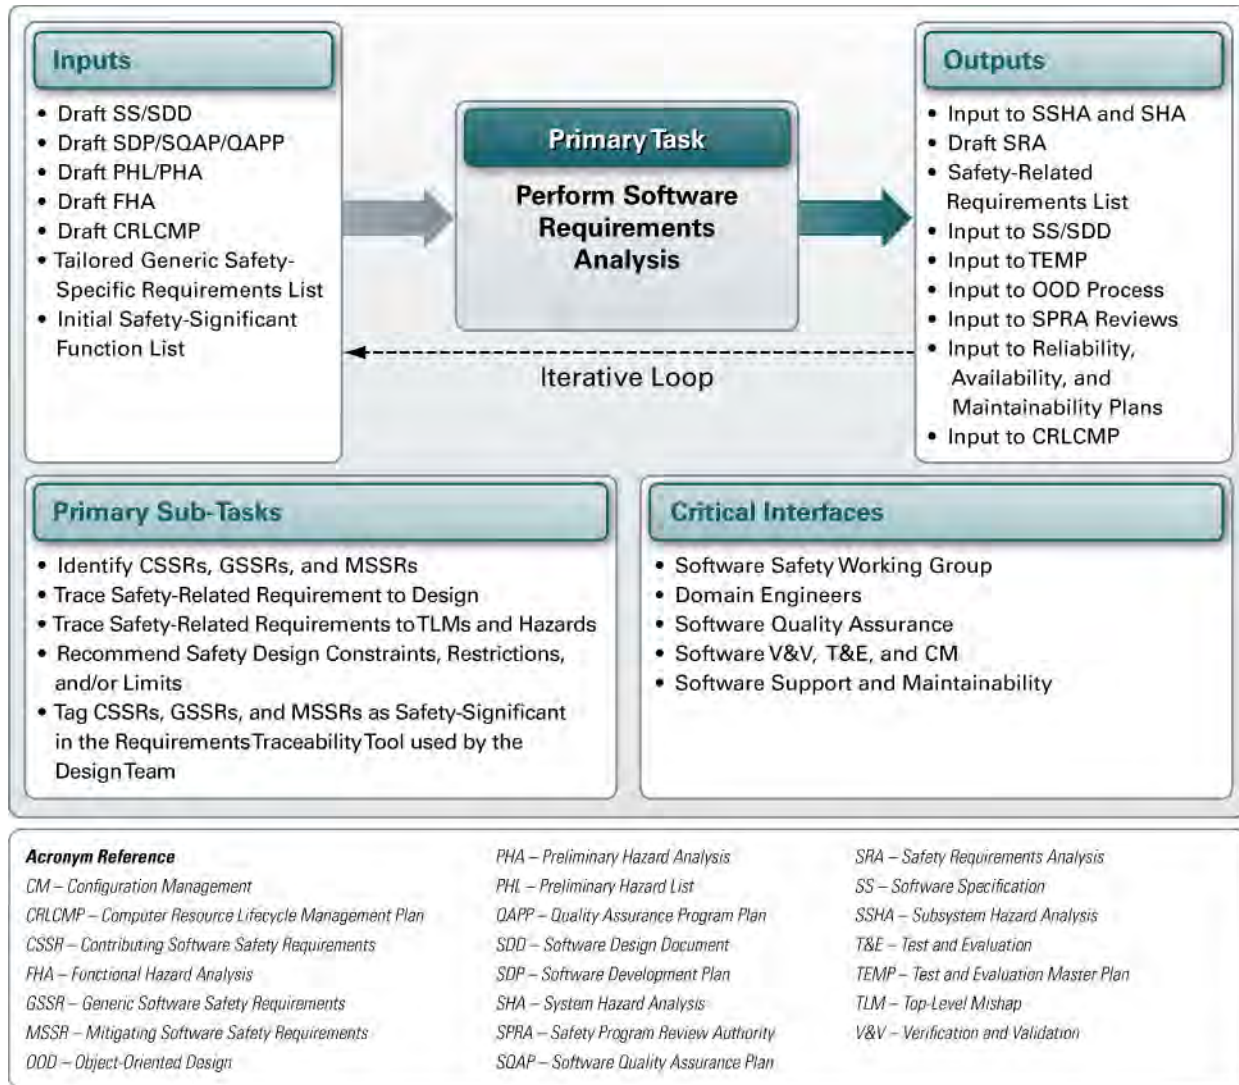 Inputs
• Draft SS/SDD
• Draft SDP/SQAP/QAPP
• Draft PHL/PHA
• Draft FHA
• Draft CRLCMP
• Tailored Generic Safety-
Specific Requirements List
• Initial Safety-Significant
Function List
Primary Task
Perform Software
Requirements
Analysis
Iterative Loop
Outputs
• Input to SSHA and SHA
• Draft SRA
• Safety-Related
Requirements List
• Input to SS/SDD
• Input to TEMP
• Input to OOD Process
• Input to SPRA Reviews
• Input to Reliability,
Availability, and
Maintainability Plans
• Input to CRLCMP
Primary Sub-Tasks
• Identify CSSRs, GSSRs, and MSSRs
• Trace Safety-Related Requirement to Design
• Trace Safety-Related Requirements to TLMs and Hazards
• Recommend Safety Design Constraints, Restrictions,
and/or Limits
• Tag CSSRs, GSSRs, and MSSRs as Safety-Significant
in the Requirements Traceability Tool used by the
Design Team
Critical Interfaces
• Software Safety Working Group
• Domain Engineers
• Software Quality Assurance
• Software V&V, T&E, and CM
• Software Support and Maintainability
Acronym Reference
CM – Configuration Management
CRLCMP – Computer Resource Lifecycle Management Plan
CSSR – Contributing Software Safety Requirements
FHA – Functional Hazard Analysis
GSSR – Generic Software Safety Requirements
MSSR – Mitigating Software Safety Requirements
OOD – Object-Oriented Design
PHA – Preliminary Hazard Analysis
PHL – Preliminary Hazard List
QAPP – Quality Assurance Program Plan
SDD – Software Design Document
SDP – Software Development Plan
SHA – System Hazard Analysis
SPRA – Safety Program Review Authority
SQAP – Software Quality Assurance Plan
SRA – Safety Requirements Analysis
SS – Software Specification
SSHA – Subsystem Hazard Analysis
T&E – Test and Evaluation
TEMP – Test and Evaluation Master Plan
TLM – Top-Level Mishap
V&V – Verification and Validation